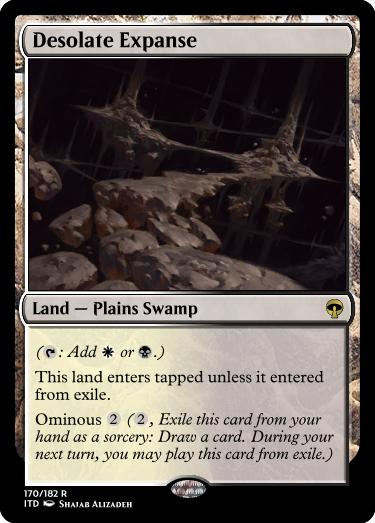 Desolate Expanse
Land — Plains Swamp
(: Add or .)
This land enters tapped unless it entered
from exile.
Ominous 2 (2, Exile this card from your
hand as a sorcery: Draw a card. During your
next turn, you may play this card from exile.)
170/182 R
ITD Shaiab Alizadeh